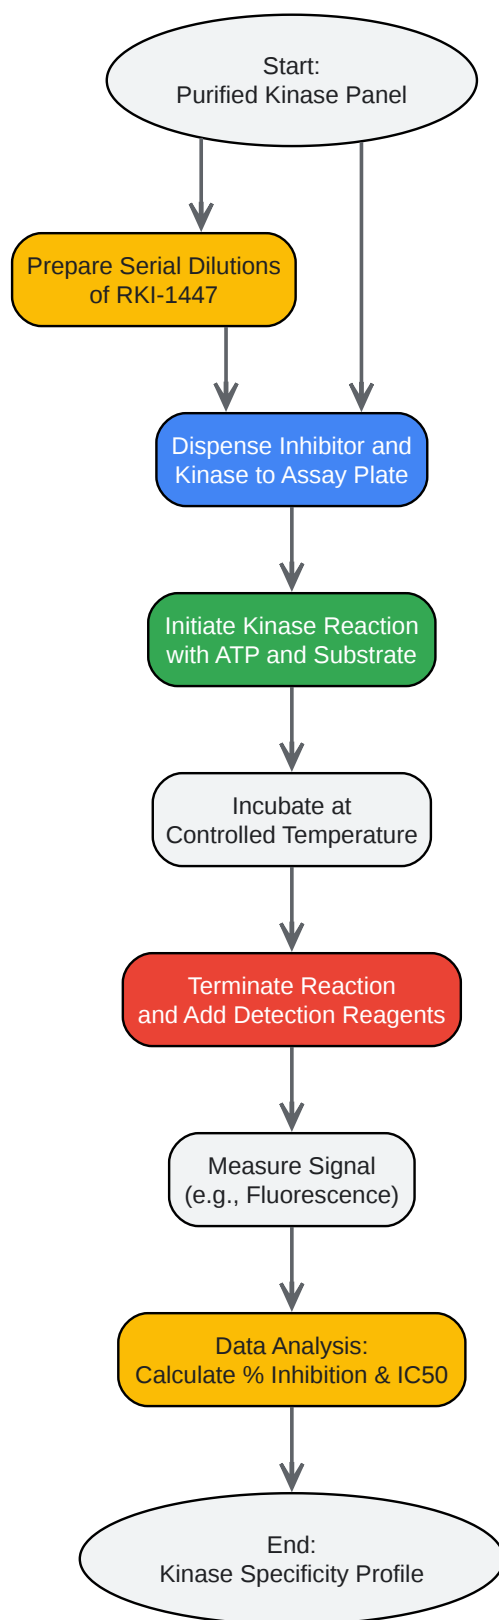 Start:
Purified Kinase Panel
Prepare Serial Dilutions
of RKI-1447
Dispense Inhibitor and
Kinase to Assay Plate
Initiate Kinase Reaction
with ATP and Substrate
Incubate at
Controlled Temperature
Terminate Reaction
and Add Detection Reagents
Measure Signal
(e.g., Fluorescence)
Data Analysis:
Calculate % Inhibition & IC50
End:
Kinase Specificity Profile